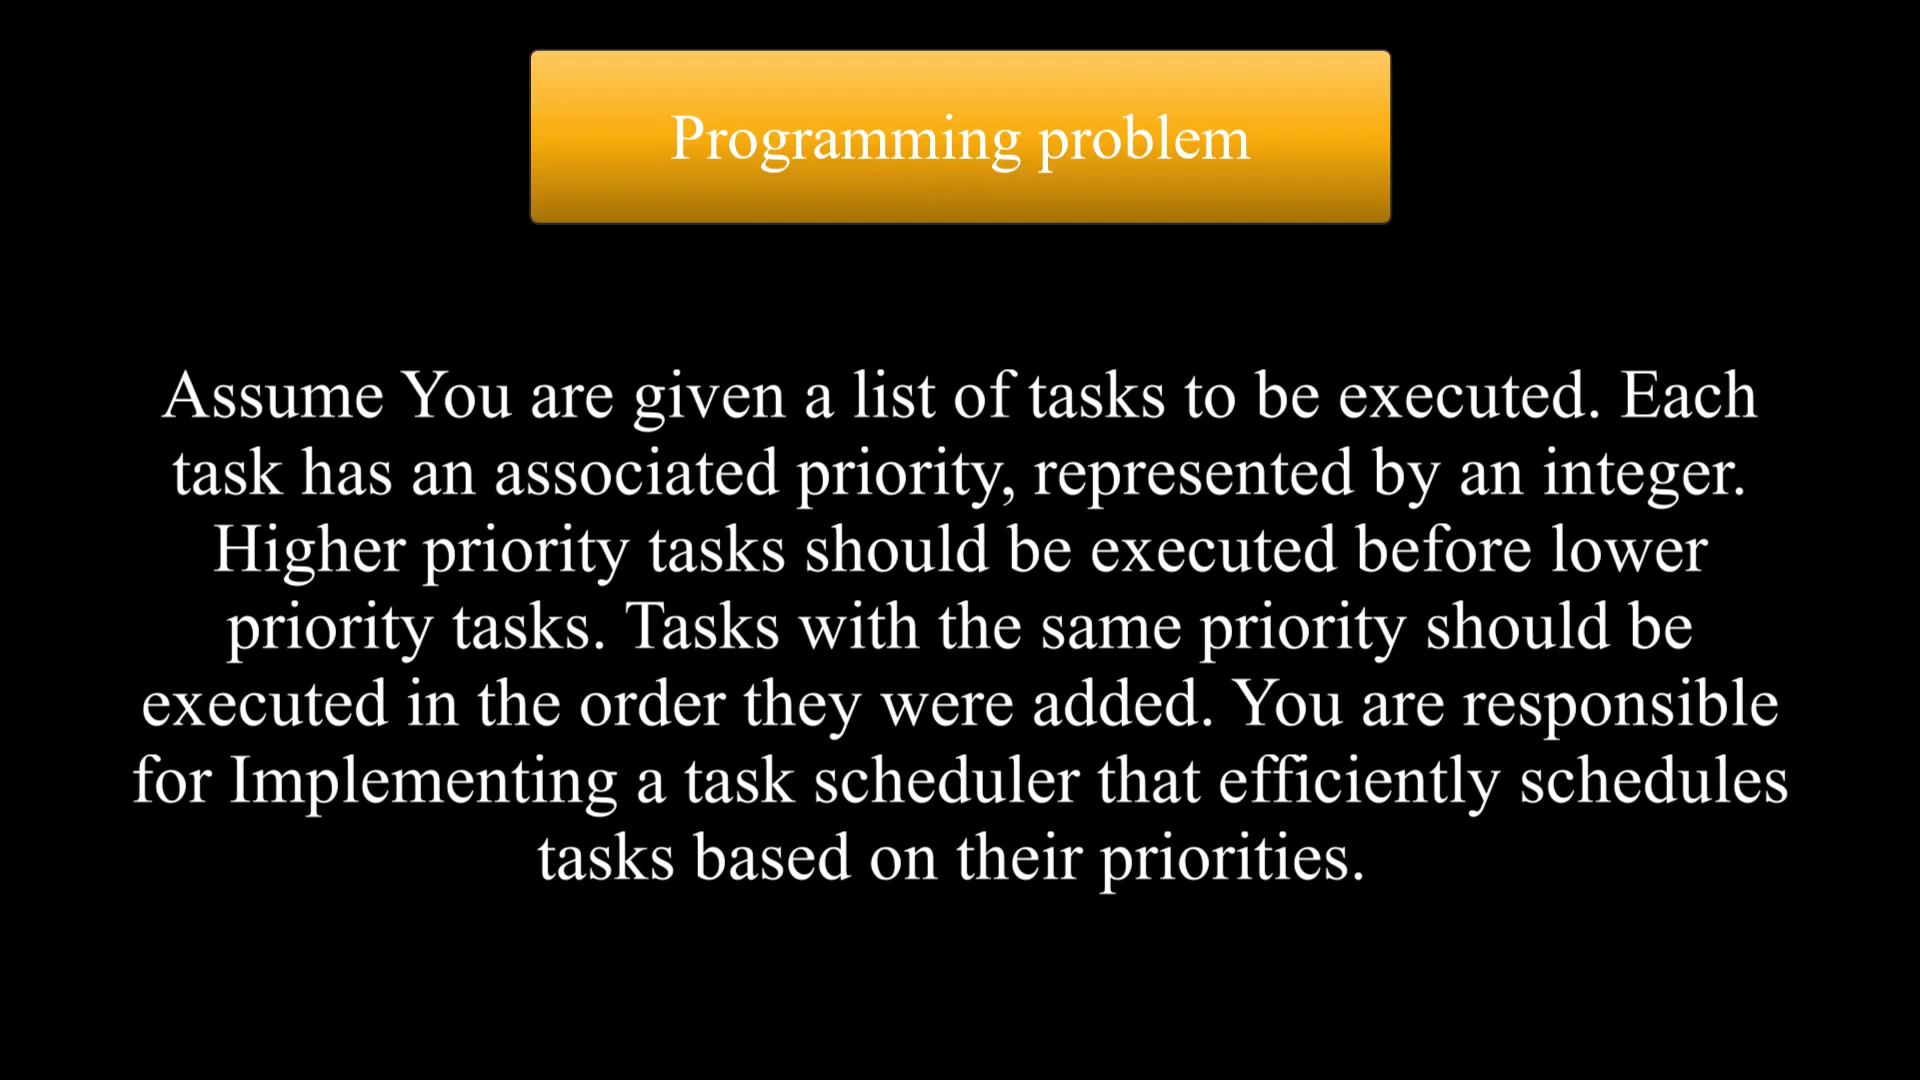 Programming problem
Assume You are given a list of tasks to be executed. Each
task has an associated priority, represented by an integer.
Higher priority tasks should be executed before lower
priority tasks. Tasks with the same priority should be
executed in the order they were added. You are responsible
for Implementing a task scheduler that efficiently schedules
tasks based on their priorities.